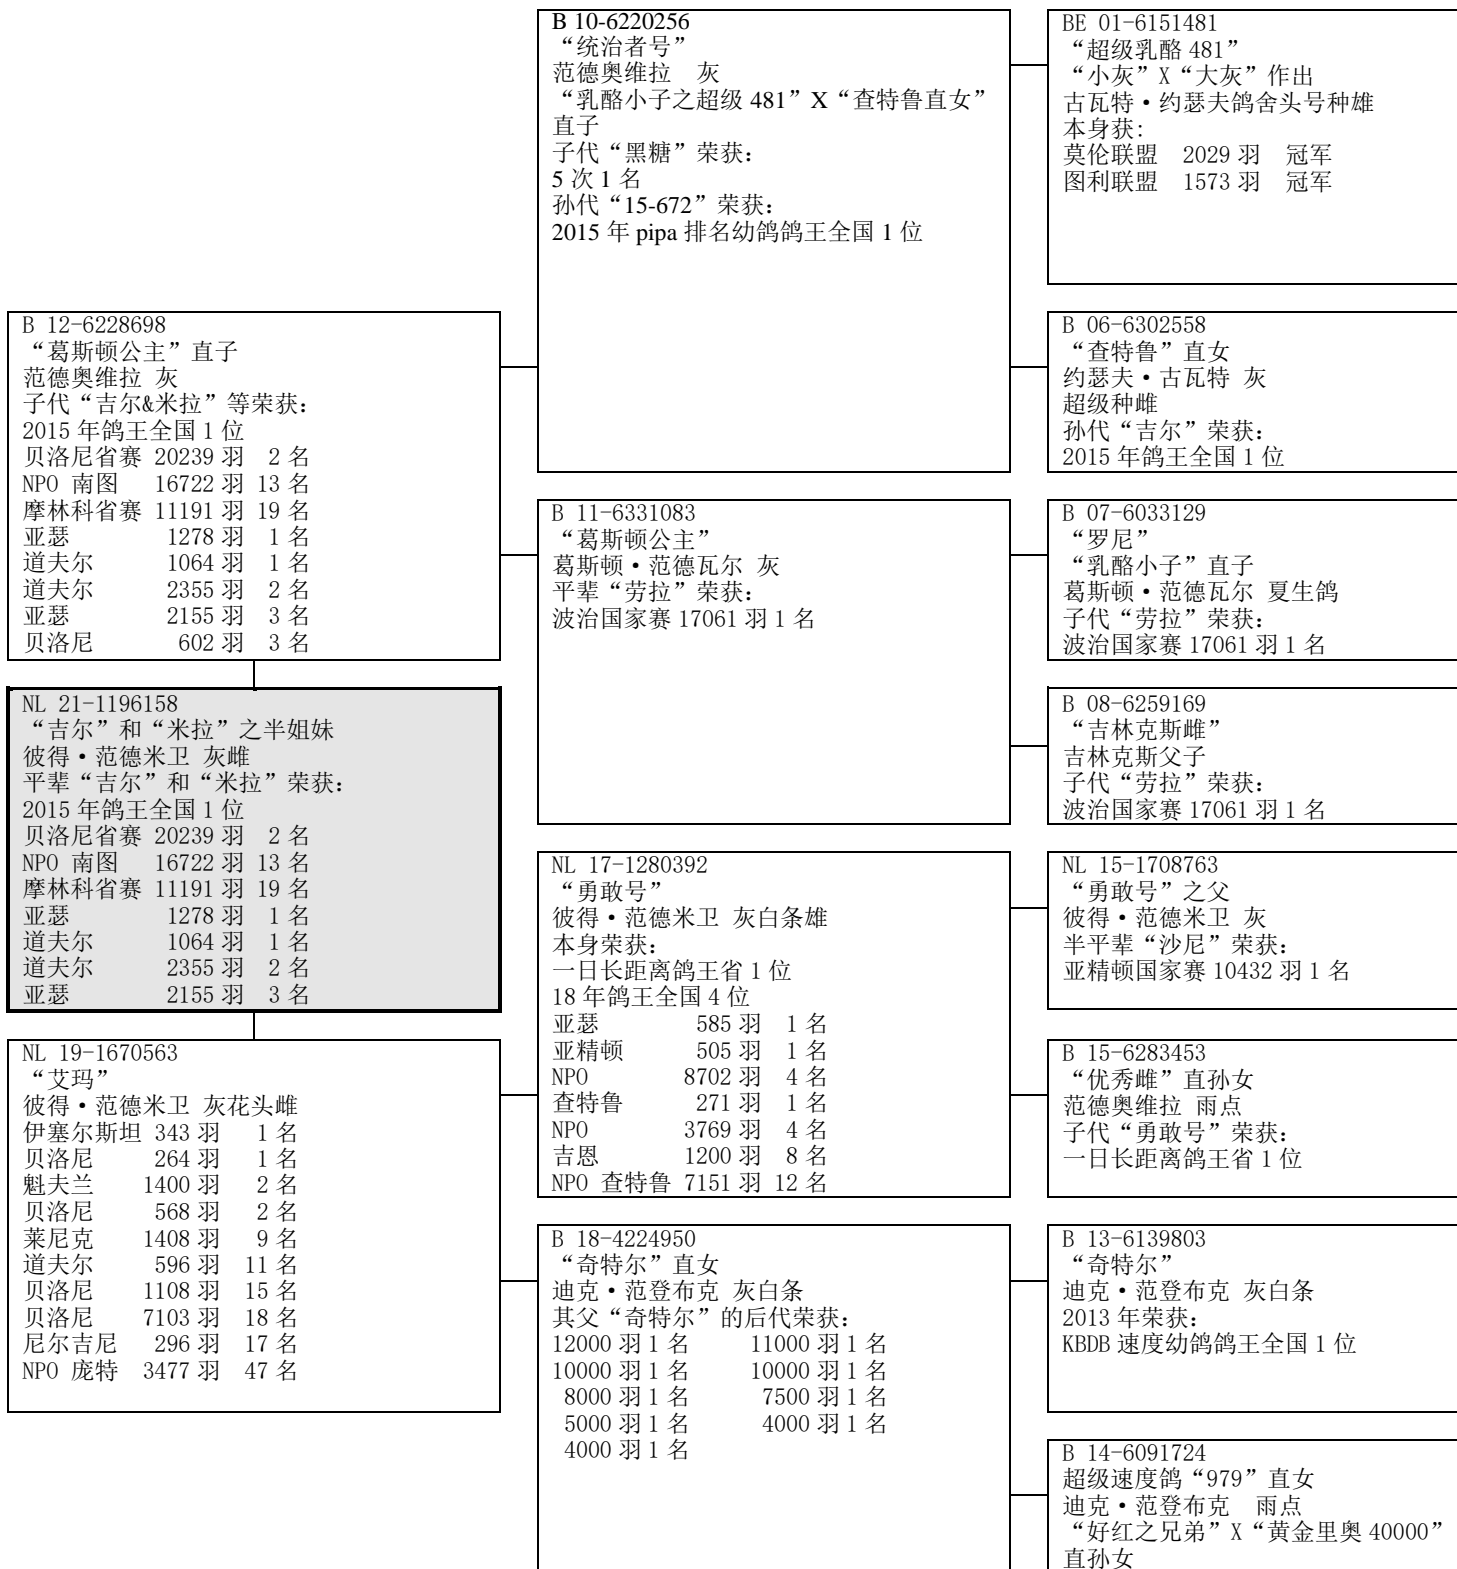 B 10-6220256
“统治者号”
范德奥维拉 灰
“乳酪小子之超级 481”X“查特鲁直女”
直子
子代“黑糖”荣获：
5 次 1 名
孙代“15-672”荣获：
2015 年 pipa 排名幼鸽鸽王全国 1 位
BE 01-6151481
“超级乳酪 481”
“小灰”X“大灰”作出
古瓦特·约瑟夫鸽舍头号种雄
本身获:
莫伦联盟 2029 羽 冠军
图利联盟 1573 羽 冠军
B 12-6228698
“葛斯顿公主”直子
范德奥维拉 灰
子代“吉尔&米拉”等荣获：
2015 年鸽王全国 1 位
贝洛尼省赛 20239 羽 2 名
NPO 南图 16722 羽 13 名
摩林科省赛 11191 羽 19 名
亚瑟 1278 羽 1 名
道夫尔 1064 羽 1 名
道夫尔 2355 羽 2 名
亚瑟 2155 羽 3 名
贝洛尼 602 羽 3 名
B 06-6302558
“查特鲁”直女
约瑟夫·古瓦特 灰
超级种雌
孙代“吉尔”荣获：
2015 年鸽王全国 1 位
B 11-6331083
“葛斯顿公主”
葛斯顿·范德瓦尔 灰
平辈“劳拉”荣获：
波治国家赛 17061 羽 1 名
B 07-6033129
“罗尼”
“乳酪小子”直子
葛斯顿·范德瓦尔 夏生鸽
子代“劳拉”荣获：
波治国家赛 17061 羽 1 名
NL 21-1196158
“吉尔”和“米拉”之半姐妹
彼得·范德米卫 灰雌
平辈“吉尔”和“米拉”荣获：
2015 年鸽王全国 1 位
贝洛尼省赛 20239 羽 2 名
NPO 南图 16722 羽 13 名
摩林科省赛 11191 羽 19 名
亚瑟 1278 羽 1 名
道夫尔 1064 羽 1 名
道夫尔 2355 羽 2 名
亚瑟 2155 羽 3 名
B 08-6259169
“吉林克斯雌”
吉林克斯父子
子代“劳拉”荣获：
波治国家赛 17061 羽 1 名
NL 17-1280392
“勇敢号”
彼得·范德米卫 灰白条雄
本身荣获：
一日长距离鸽王省 1 位
18 年鸽王全国 4 位
亚瑟 585 羽 1 名
亚精顿 505 羽 1 名
NPO 8702 羽 4 名
查特鲁 271 羽 1 名
NPO 3769 羽 4 名
吉恩 1200 羽 8 名
NPO 查特鲁 7151 羽 12 名
NL 15-1708763
“勇敢号”之父
彼得·范德米卫 灰
半平辈“沙尼”荣获：
亚精顿国家赛 10432 羽 1 名
NL 19-1670563
“艾玛”
彼得·范德米卫 灰花头雌
伊塞尔斯坦 343 羽 1 名
贝洛尼 264 羽 1 名
魁夫兰 1400 羽 2 名
贝洛尼 568 羽 2 名
莱尼克 1408 羽 9 名
道夫尔 596 羽 11 名
贝洛尼 1108 羽 15 名
贝洛尼 7103 羽 18 名
尼尔吉尼 296 羽 17 名
NPO 庞特 3477 羽 47 名
B 15-6283453
“优秀雌”直孙女
范德奥维拉 雨点
子代“勇敢号”荣获：
一日长距离鸽王省 1 位
B 18-4224950
“奇特尔”直女
迪克·范登布克 灰白条
其父“奇特尔”的后代荣获：
12000 羽 1 名 11000 羽 1 名
10000 羽 1 名 10000 羽 1 名
8000 羽 1 名 7500 羽 1 名
5000 羽 1 名 4000 羽 1 名
4000 羽 1 名
B 13-6139803
“奇特尔”
迪克·范登布克 灰白条
2013 年荣获：
KBDB 速度幼鸽鸽王全国 1 位
B 14-6091724
超级速度鸽“979”直女
迪克·范登布克 雨点
“好红之兄弟”X“黄金里奥 40000”
直孙女